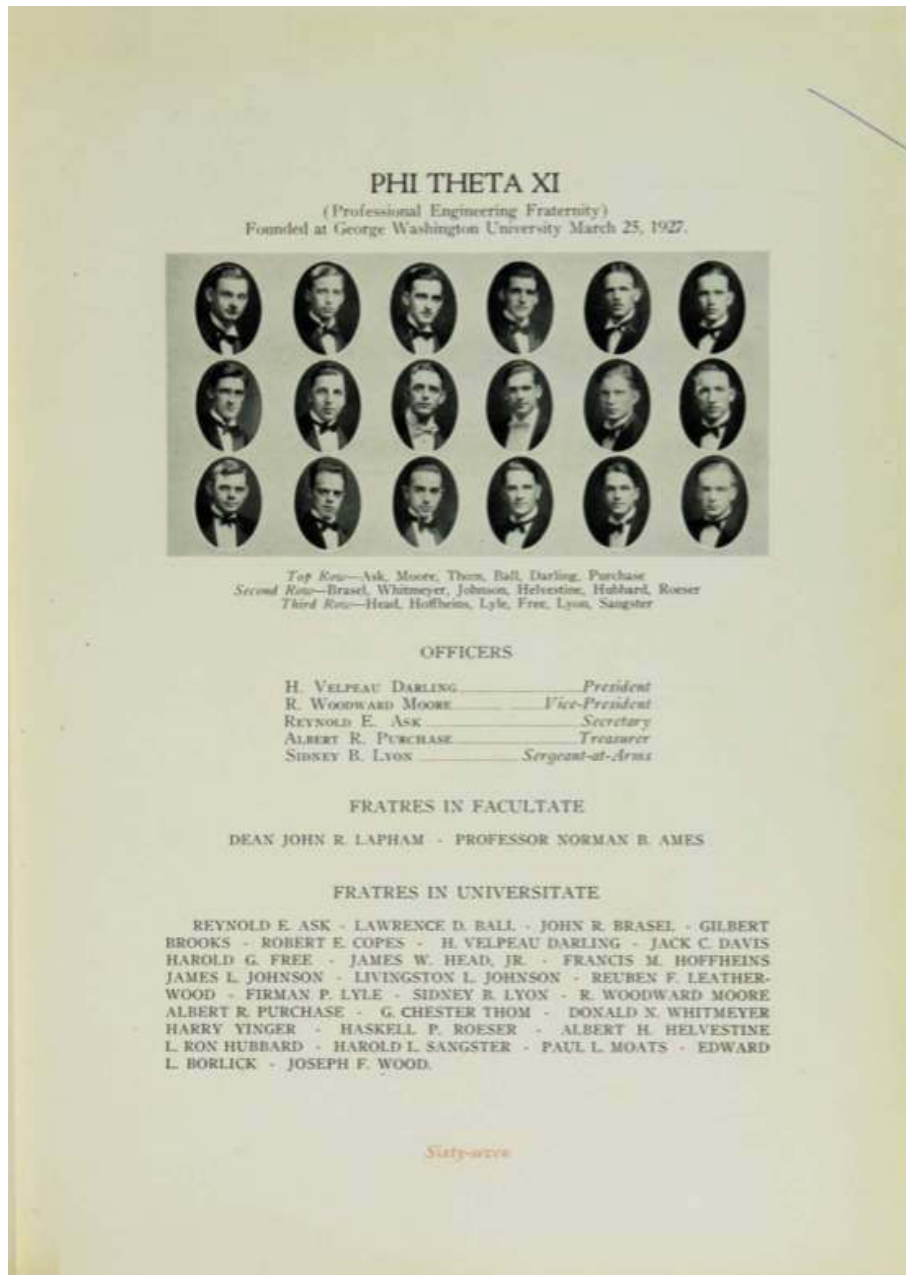 PHI THETA XI
(Professional Engineering Fraternity)
Founded at George Washington University March 25, 1927.
Top Row—Ask, Moore, Thom, Ball, Darling, Purchase
Second Row—Brasel, Whitmeyer, Johnson, Helvestine, Hubbard, Roeser
Third Row—Head, Hoffheins, Lyle, Free, Lyon, Sangster
OFFICERS
H. VELPEAU DARLING President
R. WOODWARD MOORE Vice-President
REYNOLD E. ASK Secretary
ALBERT R. PURCHASE Treasurer
SIDNEY B. LYON Sergeant-at-Arms
FRATRES IN FACULTATE
DEAN JOHN R. LAPHAM - PROFESSOR NORMAN B. AMES
FRATRES IN UNIVERSITATE
REYNOLD E. ASK - LAWRENCE D. BALL - JOHN R. BRASEL - GILBERT
BROOKS - ROBERT E. COPES - H. VELPEAU DARLING - JACK C. DAVIS
HAROLD G. FREE - JAMES W. HEAD, JR. - FRANCIS M. HOFFHEINS
JAMES L. JOHNSON - LIVINGSTON L. JOHNSON - REUBEN F. LEATHER-
WOOD - FIRMAN P. LYLE - SIDNEY B. LYON - R. WOODWARD MOORE
ALBERT R. PURCHASE - G. CHESTER THOM - DONALD N. WHITMEYER
HARRY YINGER - HASKELL P. ROESER - ALBERT H. HELVESTINE
L. RON HUBBARD - HAROLD L. SANGSTER - PAUL L. MOATS - EDWARD
L. BORLICK - JOSEPH F. WOOD.
Sixty-seven